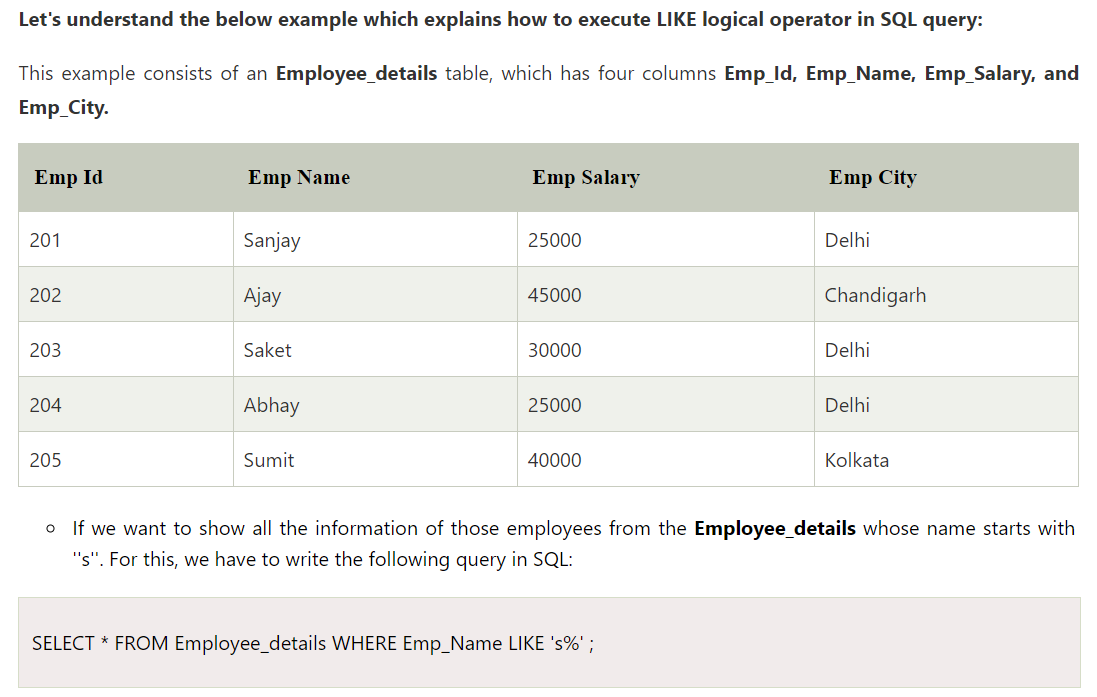 Let's understand the below example which explains how to execute LIKE logical operator in SQL query:
This example consists of an Employee_details table, which has four columns Emp_Id, Emp_Name, Emp_Salary, and
Emp_City.
Emp Id Emp Name Emp Salary Emp City
201 Sanjay 25000 Delhi
202 Ajay 45000 Chandigarh
203 Saket 30000 Delhi
204 Abhay 25000 Delhi
205 Sumit 40000 Kolkata
If we want to show all the information of those employees from the Employee_details whose name starts with
''s''. For this, we have to write the following query in SQL:
SELECT * FROM Employee_details WHERE Emp_Name LIKE 's%' ;